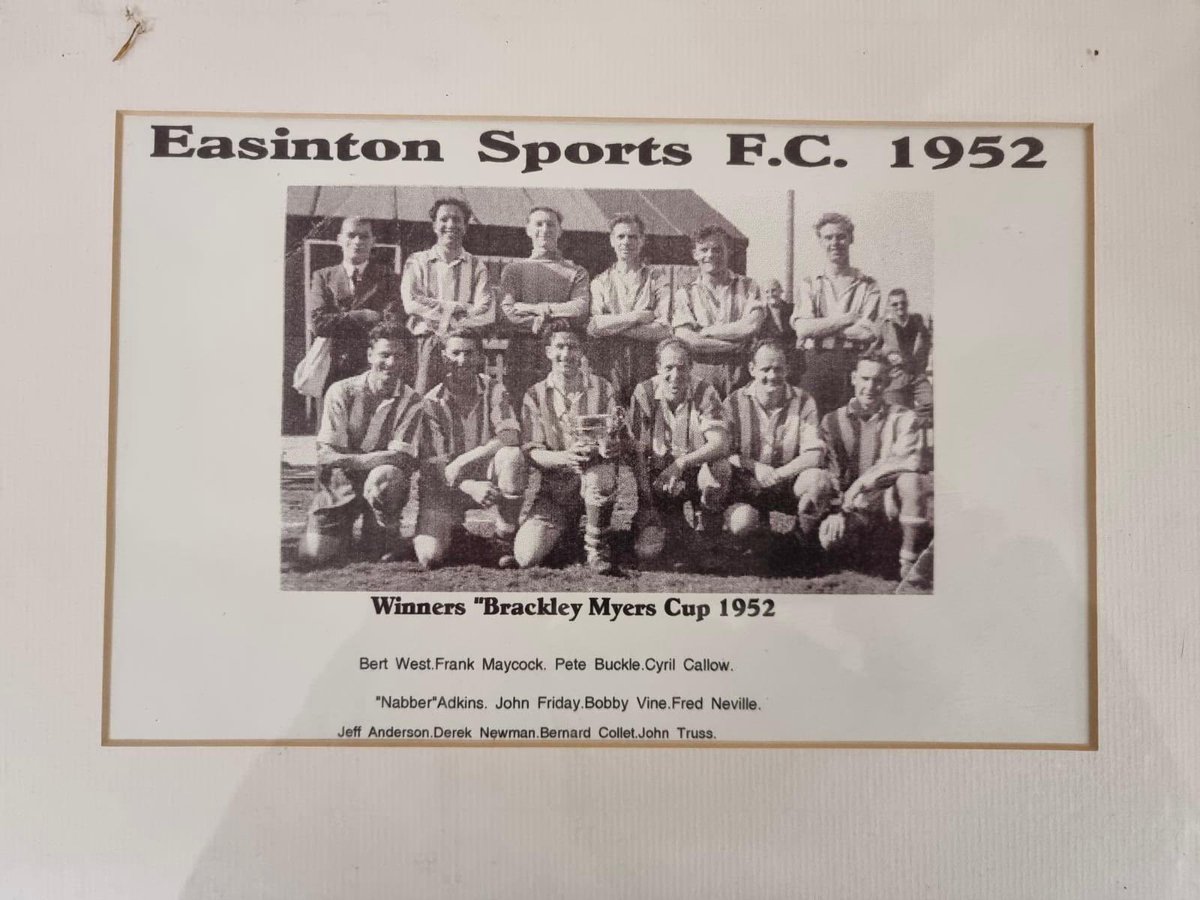 Easinton Sports F.C. 1952
Winners "Brackley Myers Cup 1952
Bert West.Frank Maycock. Pete Buckle.Cyril Callow.
"Nabber"Adkins. John Friday.Bobby Vine.Fred Neville.
Jeff Anderson.Derek Newman.Bernard Collet.John Truss.